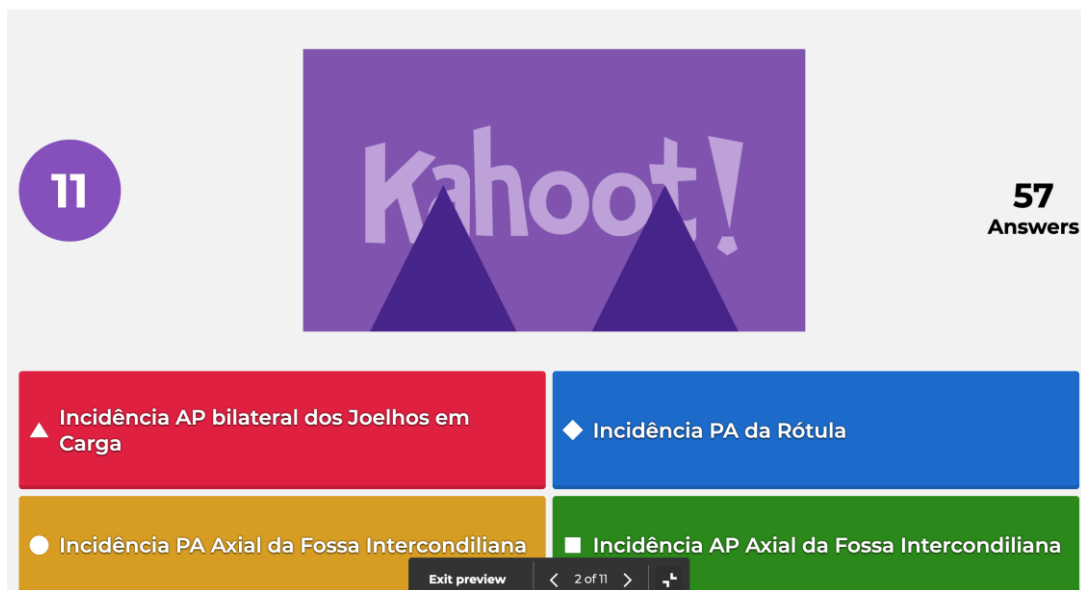 Kahoot!
11
57
Answers
Incidência AP bilateral dos Joelhos em
Carga
Incidência PA da Rótula
Incidência PA Axial da Fossa Intercondiliana
Incidência AP Axial da Fossa Intercondiliana
Exit preview
2 of 11